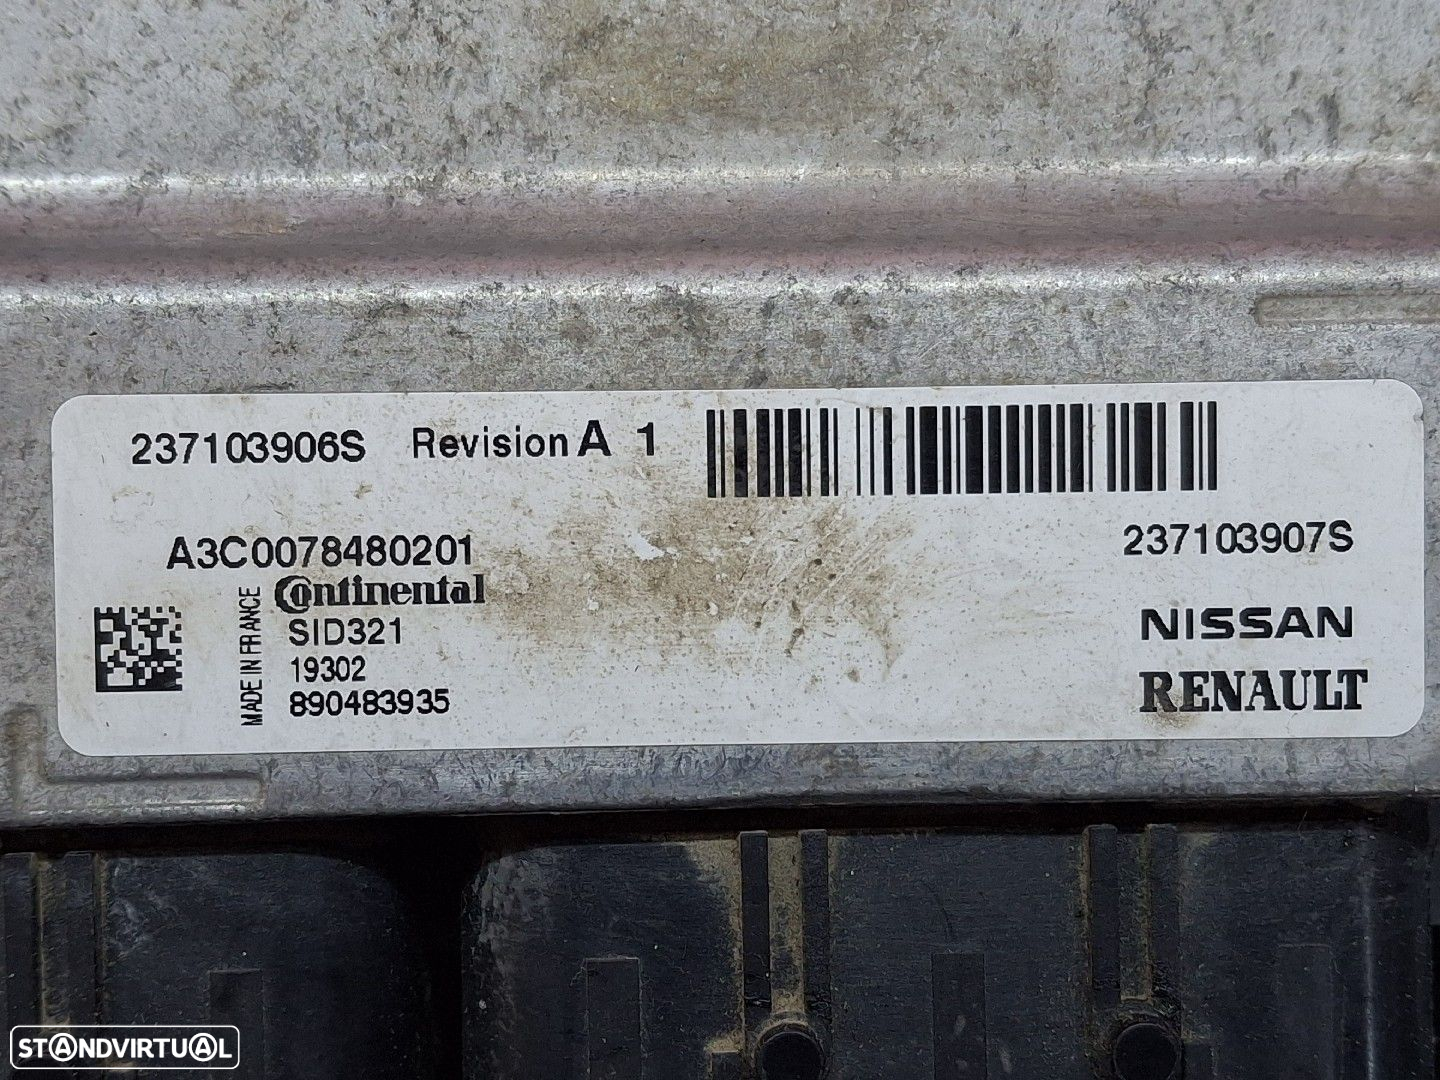 237103906S Revision A 1
A3C0078480201
237103907S
MADE IN FRANCE
Continental
SID321
19302
890483935
NISSAN
RENAULT
STANDVIRTUAL